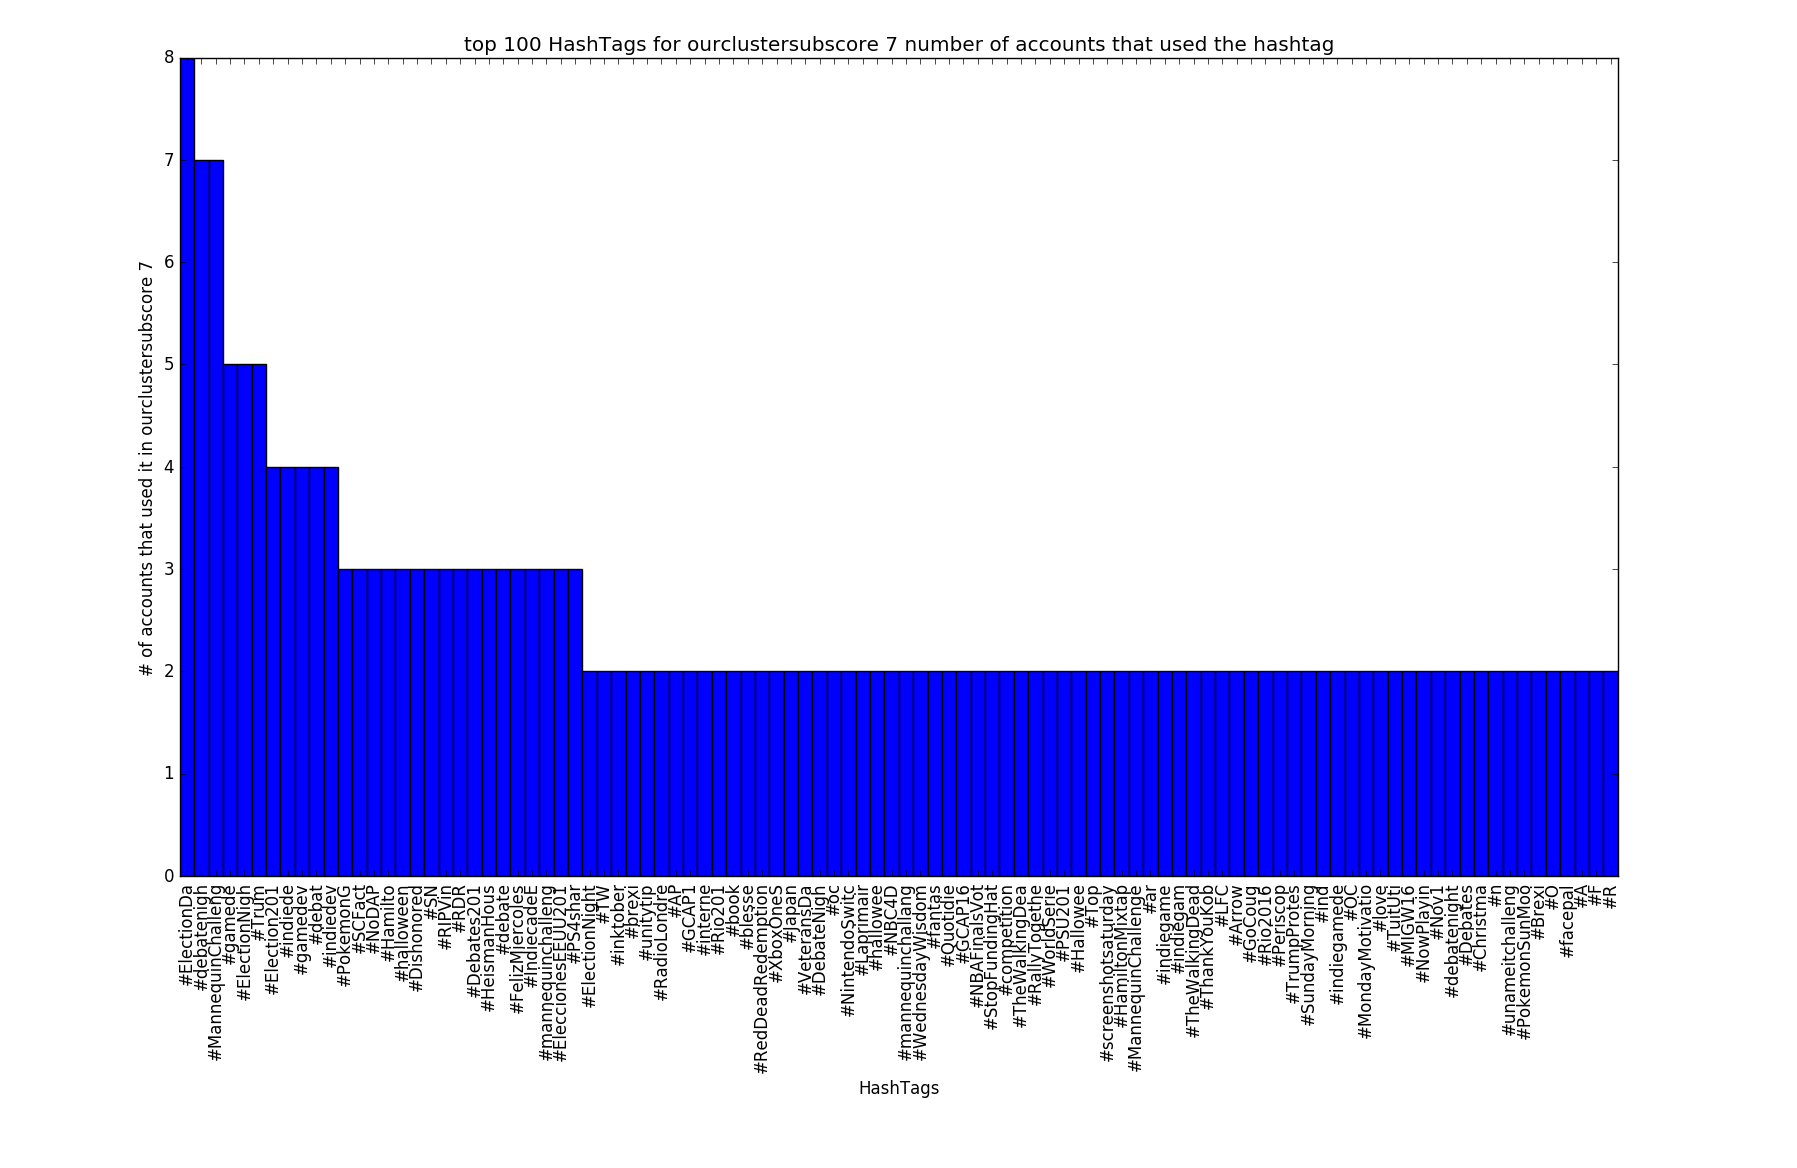 top 100 HashTags for ourclustersubscore 7 number of accounts that used the hashtag
8
7
6
5
4
3
2
1
0
# of accounts that used it in ourclustersubscore 7
#ElectionDa
#debatenigh
#MannequinChalleng
#gamede
#ElectionNigh
#Trum
#Election201
#indiede
#gamedev
#debat
#indiedev
#PokemonG
#SCFact
#NoDAP
#Hamilto
#halloween
#Dishonored
#SN
#RIPVin
#RDR
#Debates201
#HeismanHous
#debate
#FelizMiercoles
#IndiecadeE
#mannequinchalleng
#EleccionesEEUU201
#PS4shar
#ElectionNight
#TW
#inktober
#brexi
#unitytip
#RadioLondre
#AP
#GCAP1
#interne
#Rio201
#book
#blesse
#RedDeadRedemption
#XboxOneS
#Japan
#VeteransDa
#DebateNigh
#oc
#NintendoSwitc
#Laprimair
#hallowee
#NBC4D
#mannequinchallang
#WednesdayWisdom
#fantas
#Quotidie
#GCAP16
#NBAFinalsVot
#StopFundingHat
#competition
#TheWalkingDea
#RallyTogethe
#WorldSerie
#PSU201
#Hallowee
#Top
#screenshotsaturday
#HamiltonMixtap
#MannequinChallenge
#ar
#indiegame
#indiegam
#TheWalkingDead
#ThankYouKob
#LFC
#Arrow
#GoCoug
#Rio2016
#Periscop
#TrumpProtes
#SundayMorning
#ind
#indiegamede
#OC
#MondayMotivatio
#love
#TuitUti
#MIGW16
#NowPlayin
#Nov1
#debatenight
#Debates
#Christma
#n
#unameitchalleng
#PokemonSunMoo
#Brexi
#O
#facepal
#A
#F
#R
HashTags